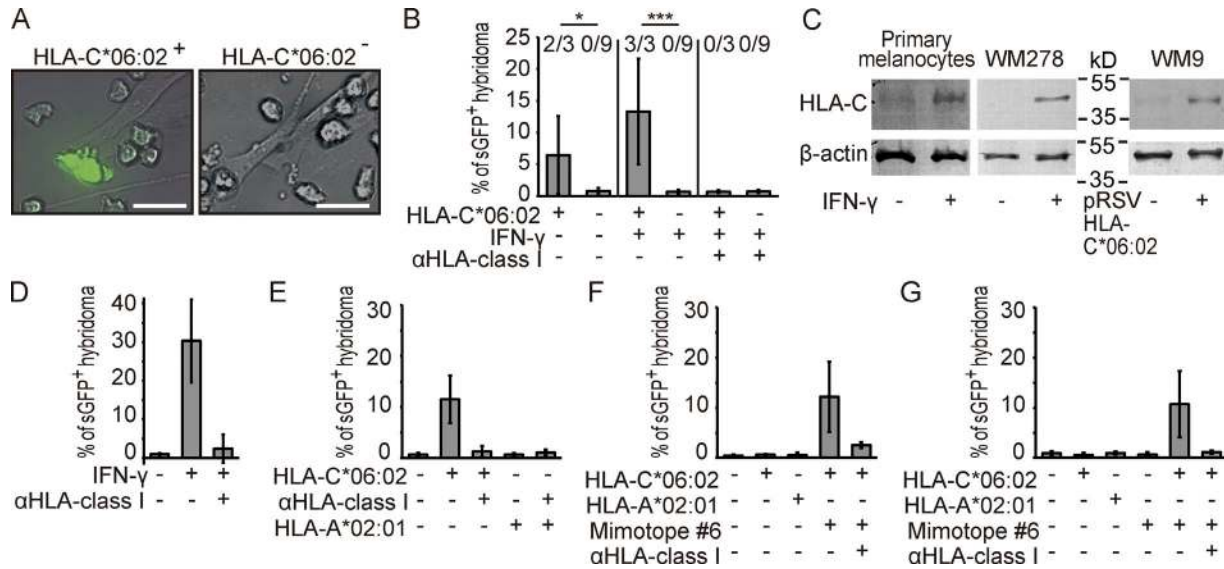 A
HLA-C*06:02 +
HLA-C*06:02 -
B
* ***
2/3 0/9 3/3 0/9 0/3 0/9
25
20
15
10
5
0
% of sGFP+ hybridoma
HLA-C*06:02 + - + - + -
IFN-γ - - + + + +
αHLA-class I - - - - + +
C
Primary melanocytes WM278 kD WM9
HLA-C
55
35
β-actin
55
35
IFN-γ - + - + pRSV HLA-C*06:02 - +
D
40
30
20
10
0
% of sGFP+ hybridoma
IFN-γ - + +
αHLA-class I - - +
E
30
20
10
0
% of sGFP+ hybridoma
HLA-C*06:02 - + + - -
αHLA-class I - - + - +
HLA-A*02:01 - - - + +
F
30
20
10
0
% of sGFP+ hybridoma
HLA-C*06:02 - + - + +
HLA-A*02:01 - - + - -
Mimotope #6 - - - + +
αHLA-class I - - - - +
G
30
20
10
0
% of sGFP+ hybridoma
HLA-C*06:02 - + - - + +
HLA-A*02:01 - - + - - -
Mimotope #6 - - - + + +
αHLA-class I - - - - - +